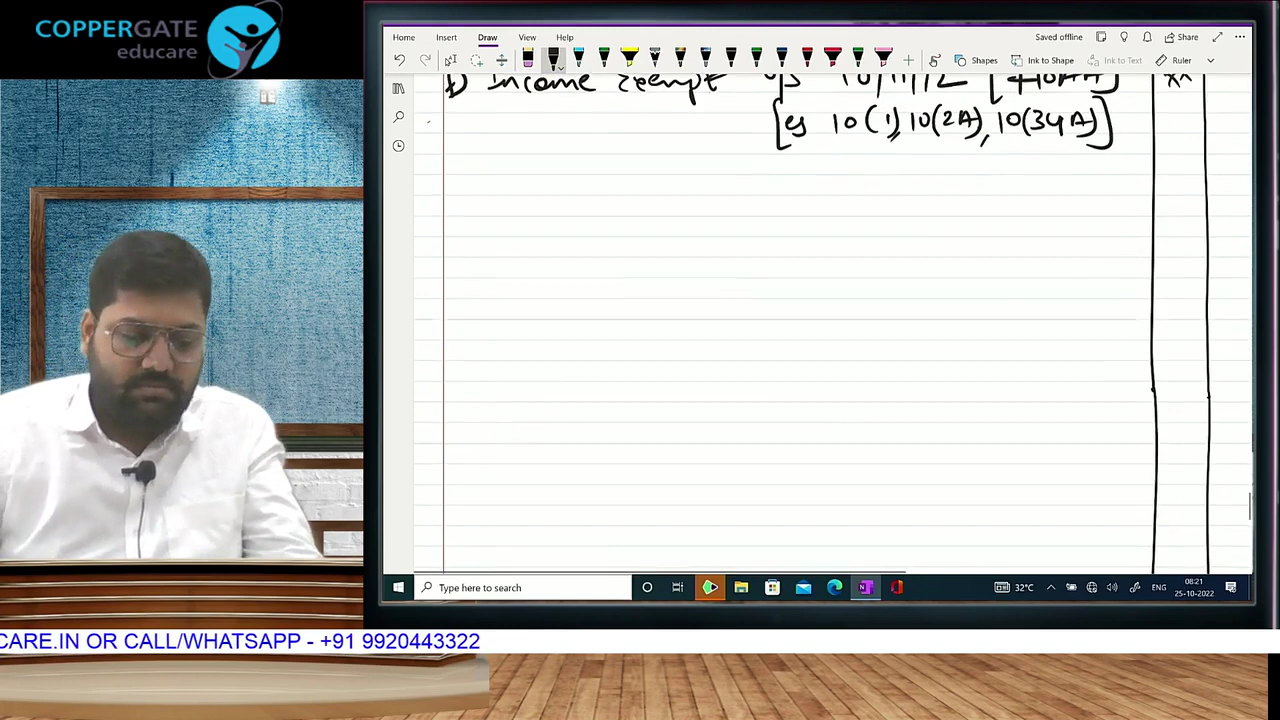 COPPERGATE
educare
Home Insert Draw View Help
Saved offline Share
Shapes Ink to Shape Ink to Text Ruler
Income exempt
[eg 10(1), 10(2A), 10(34A)]
Type here to search
32°C ENG 08:21
25-10-2022
CARE.IN OR CALL/WHATSAPP - +91 9920443322